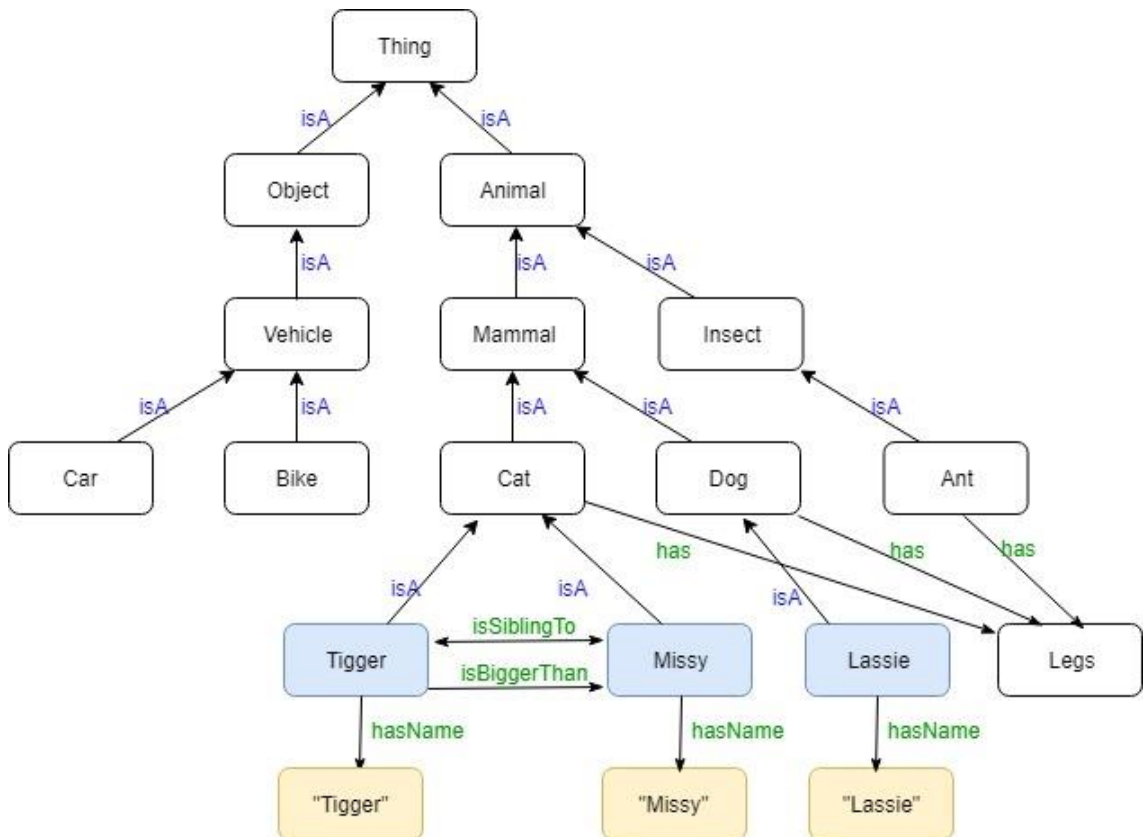 Thing
isA
isA
Object
Animal
isA
isA
isA
Vehicle
Mammal
Insect
isA
isA
isA
isA
isA
Car
Bike
Cat
Dog
Ant
has
has
has
isA
isA
isA
isSiblingTo
Tigger
Missy
Lassie
Legs
isBiggerThan
hasName
hasName
hasName
"Tigger"
"Missy"
"Lassie"